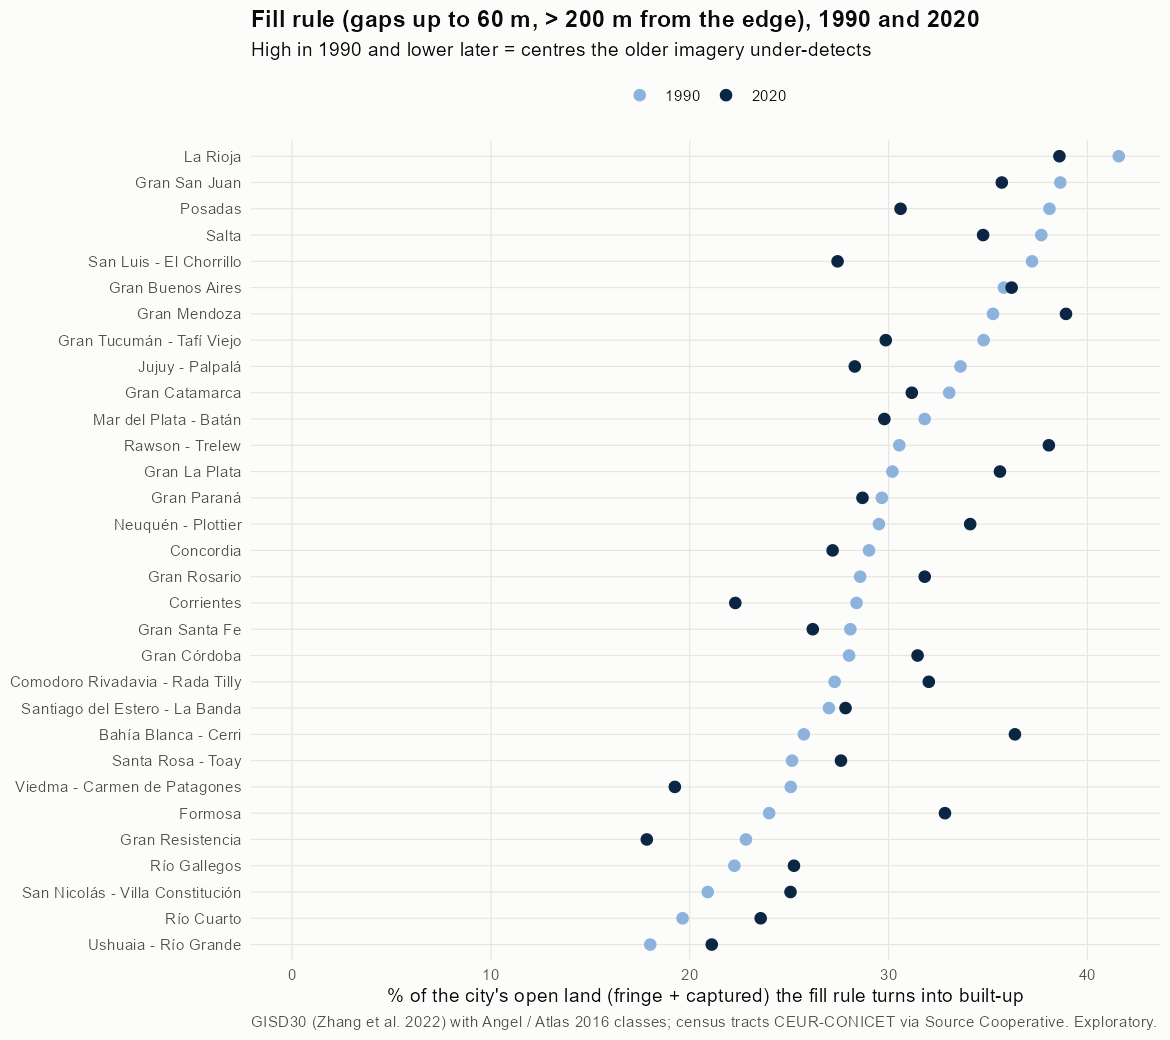 Fill rule (gaps up to 60 m, > 200 m from the edge), 1990 and 2020
High in 1990 and lower later = centres the older imagery under-detects
1990 2020
La Rioja
Gran San Juan
Posadas
Salta
San Luis - El Chorrillo
Gran Buenos Aires
Gran Mendoza
Gran Tucumán - Tafí Viejo
Jujuy - Palpalá
Gran Catamarca
Mar del Plata - Batán
Rawson - Trelew
Gran La Plata
Gran Paraná
Neuquén - Plottier
Concordia
Gran Rosario
Corrientes
Gran Santa Fe
Gran Córdoba
Comodoro Rivadavia - Rada Tilly
Santiago del Estero - La Banda
Bahía Blanca - Cerri
Santa Rosa - Toay
Viedma - Carmen de Patagones
Formosa
Gran Resistencia
Río Gallegos
San Nicolás - Villa Constitución
Río Cuarto
Ushuaia - Río Grande
0 10 20 30 40
% of the city's open land (fringe + captured) the fill rule turns into built-up
GISD30 (Zhang et al. 2022) with Angel / Atlas 2016 classes; census tracts CEUR-CONICET via Source Cooperative. Exploratory.